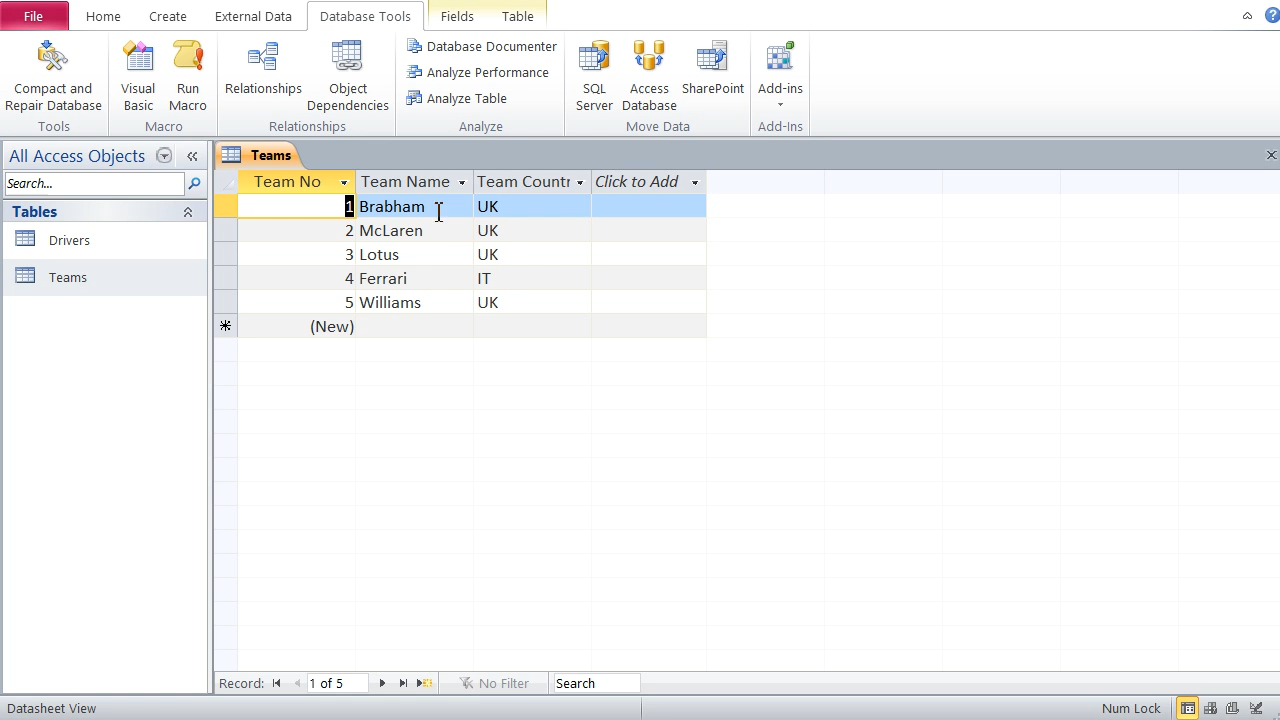 File Home Create External Data Database Tools Fields Table
Compact and Repair Database
Visual Basic
Run Macro
Relationships
Object Dependencies
Database Documenter
Analyze Performance
Analyze Table
SQL Server
Access Database
SharePoint
Add-ins
Tools Macro Relationships Analyze Move Data Add-Ins
All Access Objects
Search...
Tables
Drivers
Teams
Teams
Team No Team Name Team Countr Click to Add
1 Brabham UK
2 McLaren UK
3 Lotus UK
4 Ferrari IT
5 Williams UK
(New)
Record: 1 of 5 No Filter Search
Datasheet View Num Lock